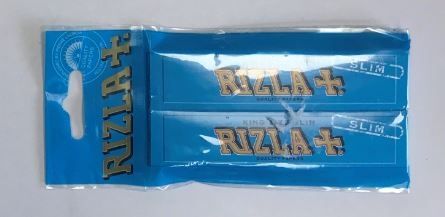 RIZLA+.
RIZLA+.
SLIM
QUALITY PAPERS
KING SIZE SLIM
RIZLA+.
SLIM
QUALITY PAPERS